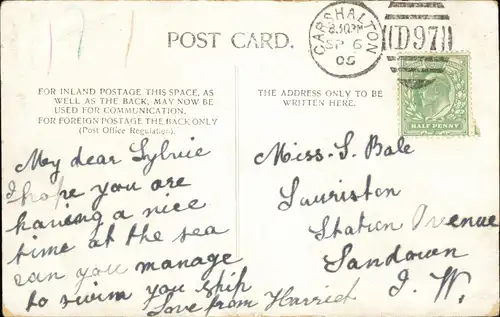 POST CARD.
CARSHALTON
8.30PM
SP 6
05
D97
HALF PENNY
FOR INLAND POSTAGE THIS SPACE, AS
WELL AS THE BACK, MAY NOW BE
USED FOR COMMUNICATION.
FOR FOREIGN POSTAGE THE BACK ONLY
(Post Office Regulation).
THE ADDRESS ONLY TO BE
WRITTEN HERE.
My dear Sylvie
I hope you are
having a nice
time at the sea
can you manage
to swim you ship
Love from Harriet
Miss. S. Bale
Lauriston
Station Avenue
Sandown
I. W.